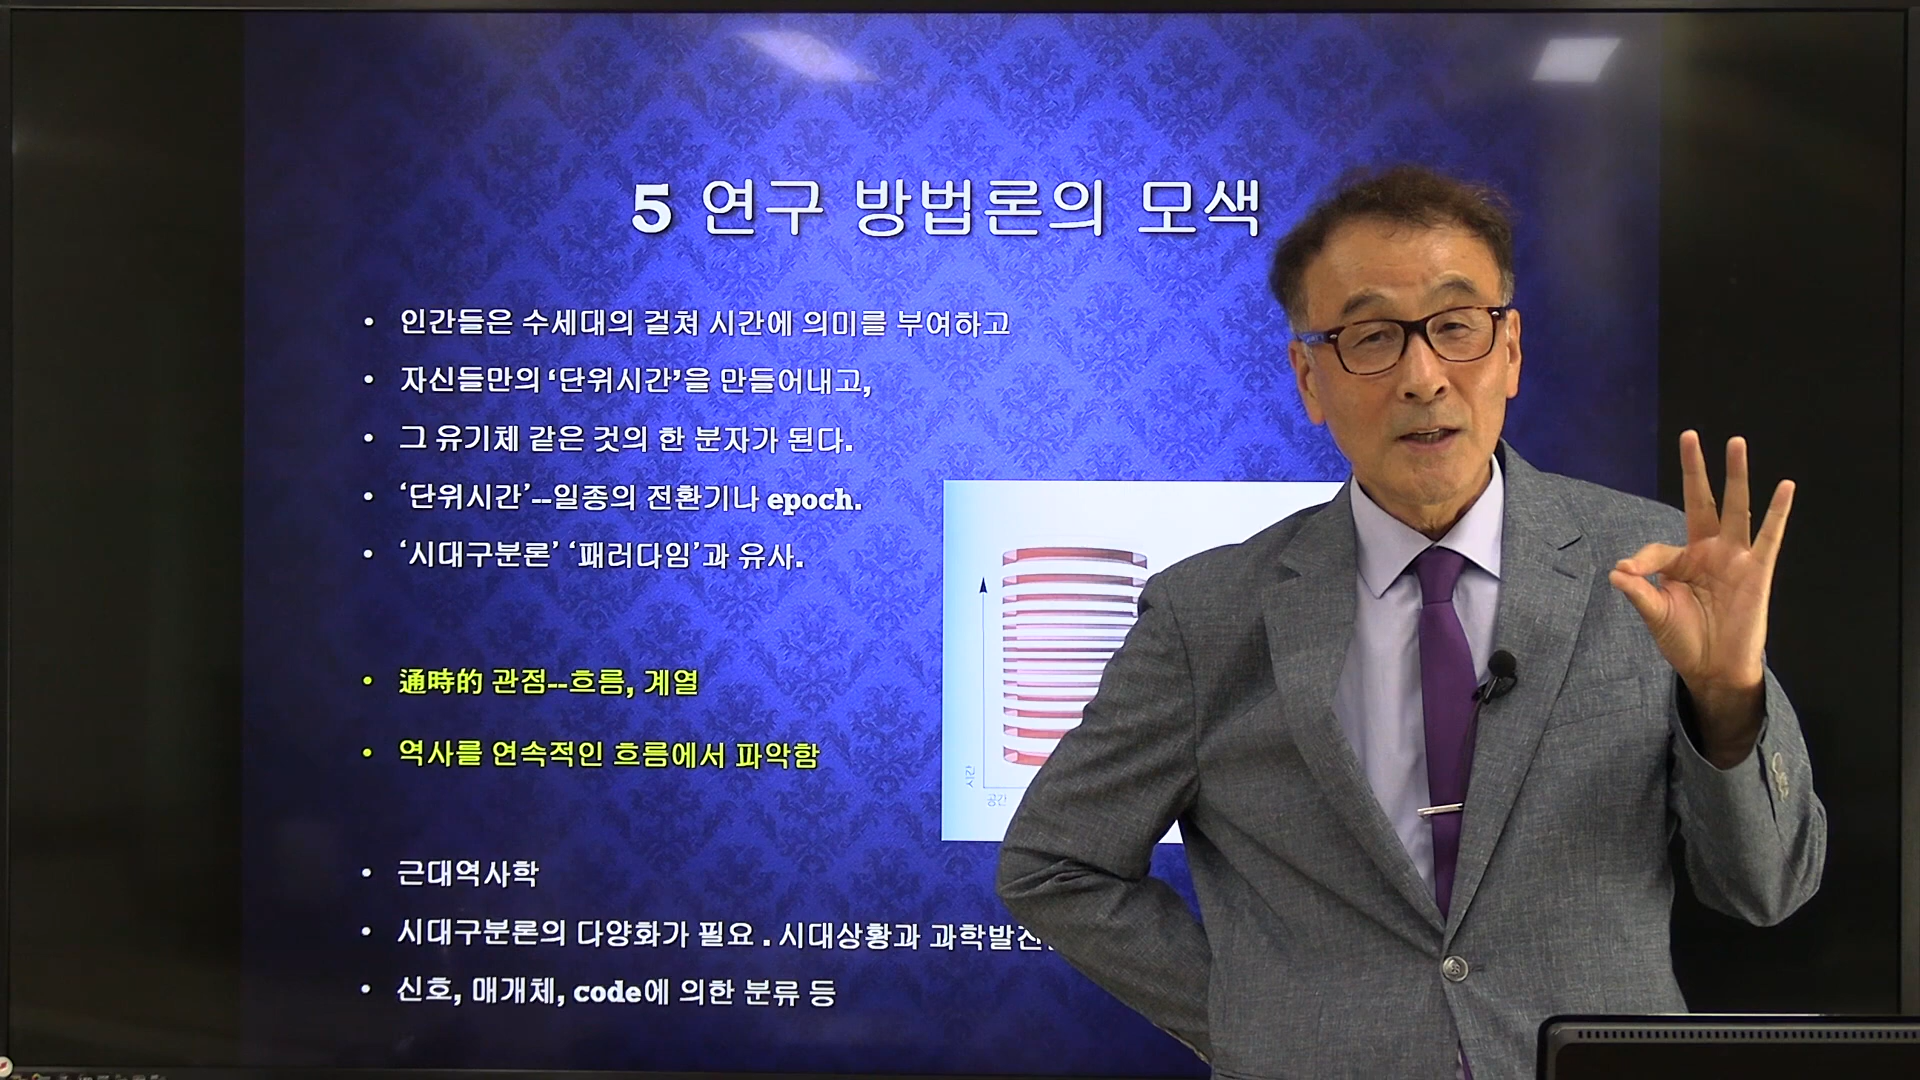 5 연구 방법론의 모색
• 인간들은 수세대의 걸쳐 시간에 의미를 부여하고
• 자신들만의 ‘단위시간’을 만들어내고,
• 그 유기체 같은 것의 한 분자가 된다.
• ‘단위시간’--일종의 전환기나 epoch.
• ‘시대구분론’ ‘패러다임’과 유사.
• 通時的 관점--흐름, 계열
• 역사를 연속적인 흐름에서 파악함
시간
공간
• 근대역사학
• 시대구분론의 다양화가 필요 . 시대상황과 과학발전
• 신호, 매개체, code에 의한 분류 등